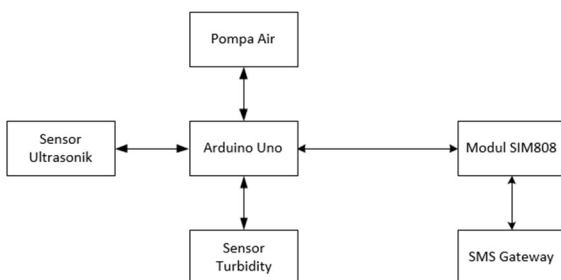 Pompa Air
Sensor
Ultrasonik
Arduino Uno
Modul SIM808
Sensor
Turbidity
SMS Gateway